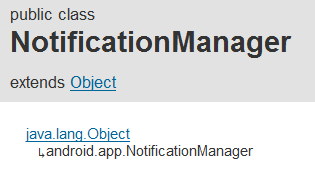 public class
NotificationManager
extends Object
java.lang.Object
↳android.app.NotificationManager